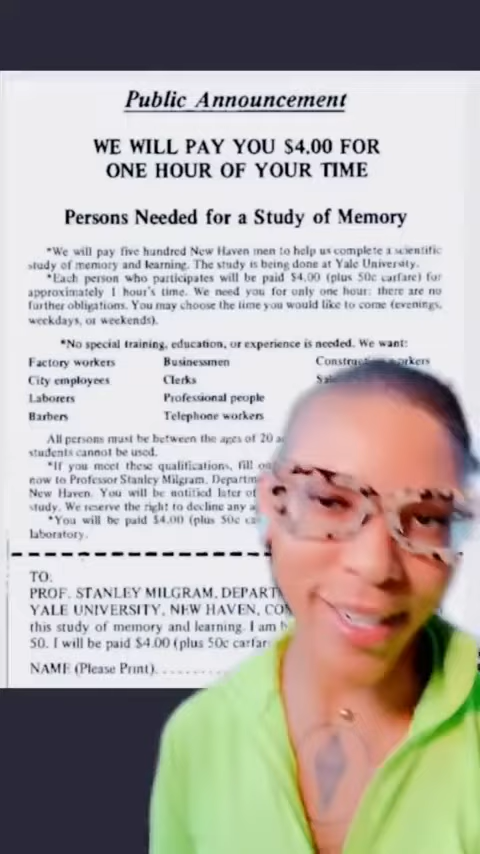 Public Announcement
WE WILL PAY YOU $4.00 FOR
ONE HOUR OF YOUR TIME
Persons Needed for a Study of Memory
*We will pay five hundred New Haven men to help us complete a scientific
study of memory and learning. The study is being done at Yale University.
*Each person who participates will be paid $4.00 (plus 50c carfare) for
approximately 1 hour's time. We need you for only one hour: there are no
further obligations. You may choose the time you would like to come (evenings,
weekdays, or weekends).
*No special training, education, or experience is needed. We want:
Factory workers Businessmen
City employees Clerks
Laborers Professional people
Barbers Telephone workers
All persons must be between the ages of 20
students cannot be used.
*If you meet these qualifications, fill
now to Professor Stanley Milgram,
New Haven. You will be notified later of
study. We reserve the right to decline any
*You will be paid $4.00 (plus 50c
laboratory.
TO:
PROF. STANLEY MILGRAM,
YALE UNIVERSITY, NEW HAVEN,
this study of memory and learning. I am
50. I will be paid $4.00 (plus 50c
NAME (Please Print)